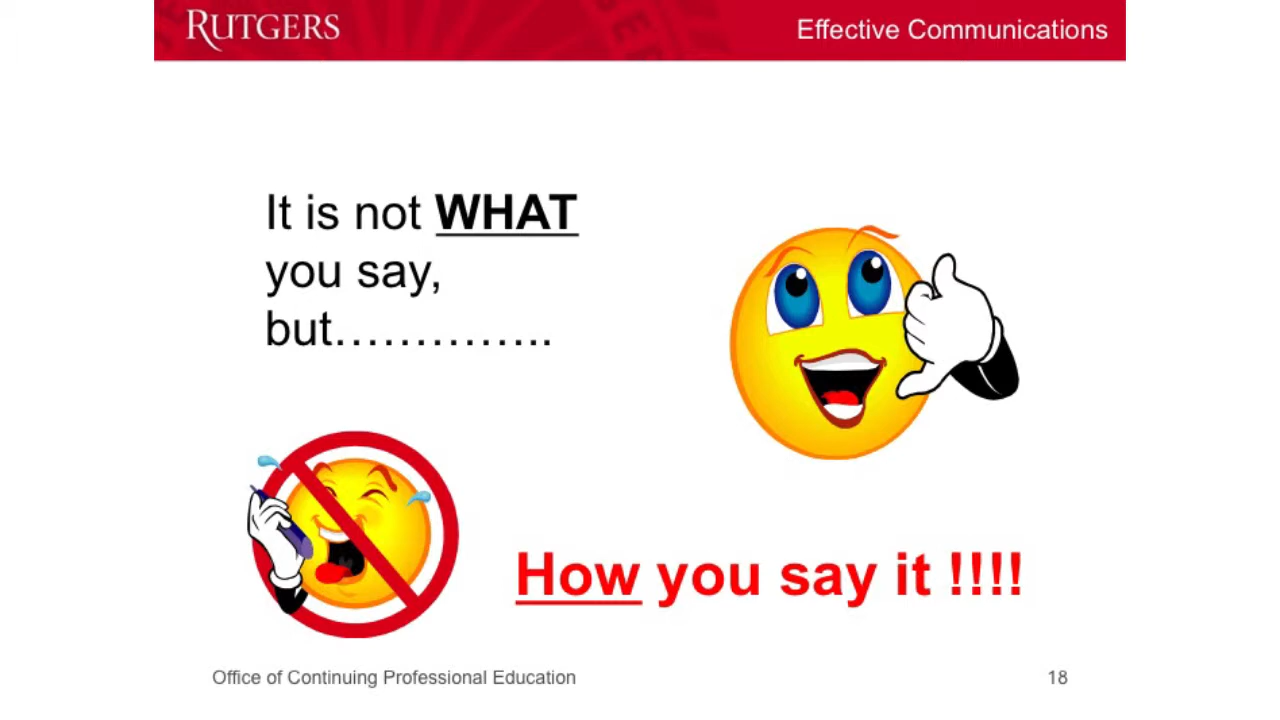 RUTGERS
Effective Communications
It is not WHAT
you say,
but…………..
How you say it !!!!
Office of Continuing Professional Education
18